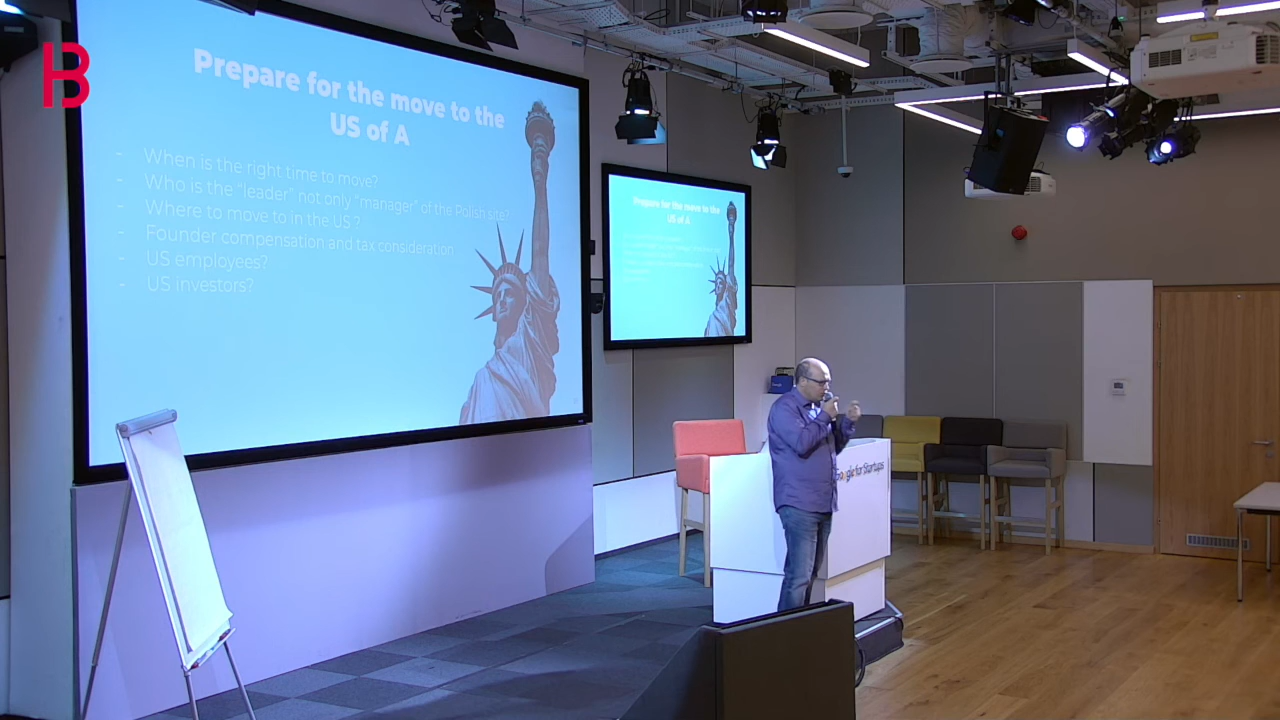 B
Prepare for the move to the
US of A
- When is the right time to move?
- Who is the "leader" not only "manager" of the Polish site?
- Where to move to in the US ?
- Founder compensation and tax consideration
- US employees?
- US investors?
Prepare for the move to the
US of A
Google for Startups